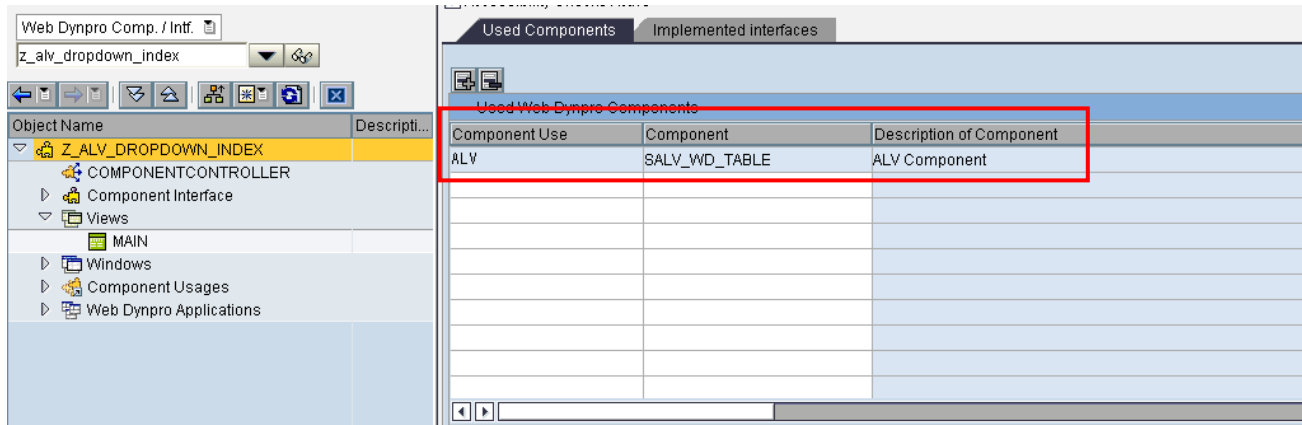 Web Dynpro Comp. / Intf.
z_alv_dropdown_index
Object Name Descripti...
Z_ALV_DROPDOWN_INDEX
COMPONENTCONTROLLER
Component Interface
Views
MAIN
Windows
Component Usages
Web Dynpro Applications
Used Components Implemented interfaces
Used Web Dynpro Components
Component Use Component Description of Component
ALV SALV_WD_TABLE ALV Component